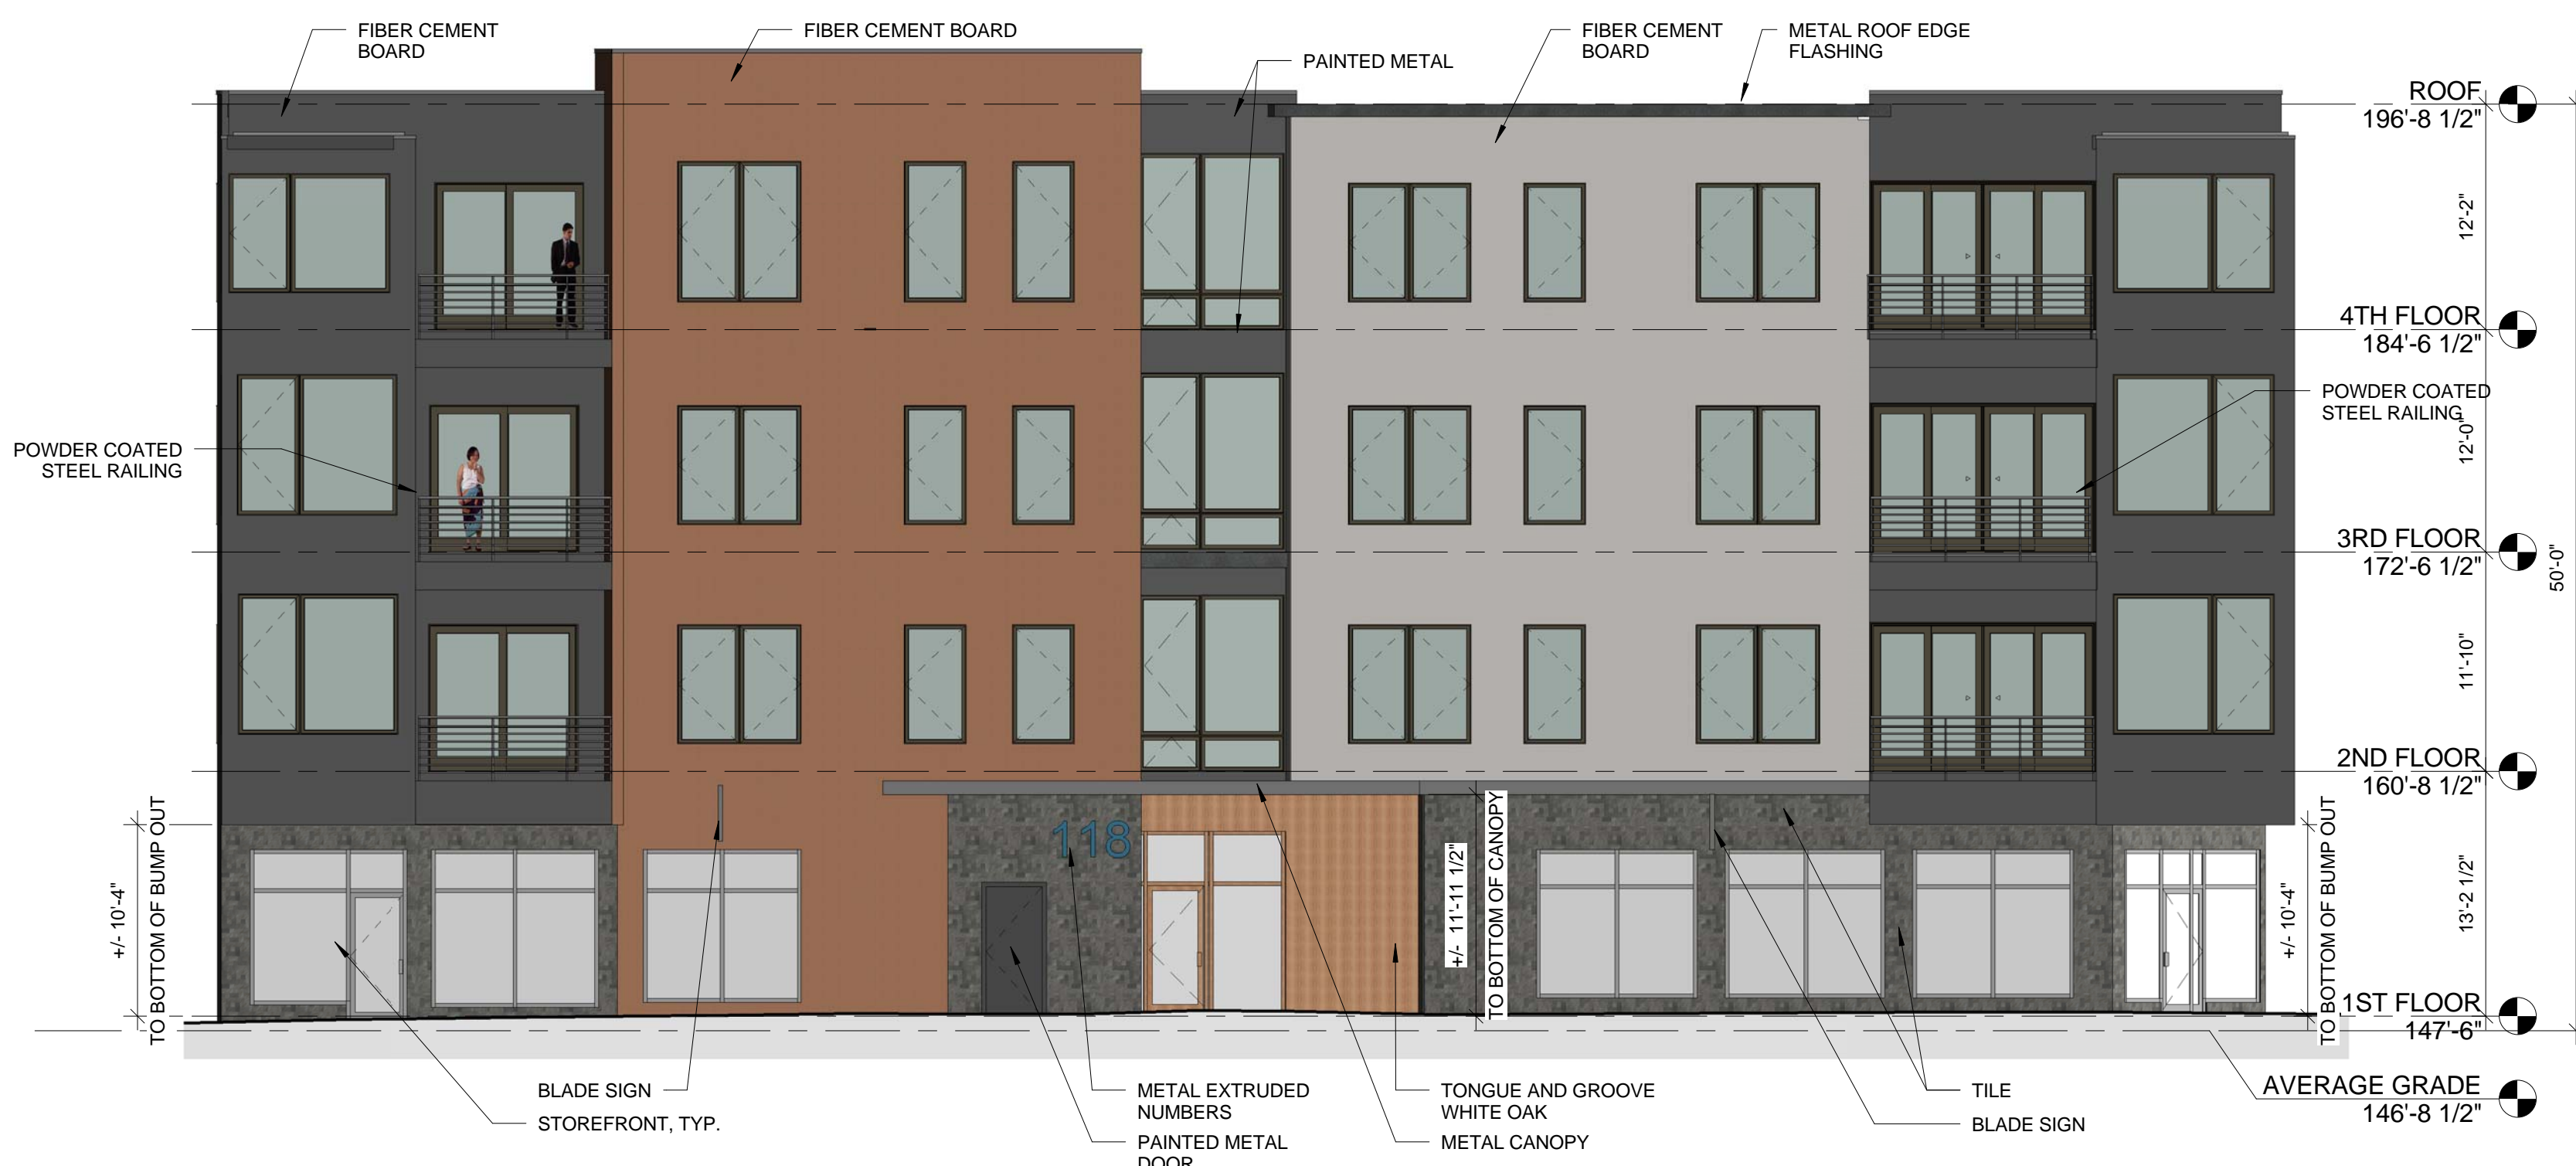 FIBER CEMENT
BOARD
FIBER CEMENT BOARD
PAINTED METAL
FIBER CEMENT
BOARD
METAL ROOF EDGE
FLASHING
ROOF
196'-8 1/2"
12'-2"
4TH FLOOR
184'-6 1/2"
POWDER COATED
STEEL RAILING
POWDER COATED
STEEL RAILING
12'-0"
3RD FLOOR
172'-6 1/2"
50'-0"
11'-10"
2ND FLOOR
160'-8 1/2"
+/- 10'-4"
TO BOTTOM OF BUMP OUT
118
+/- 11'-11 1/2"
TO BOTTOM OF CANOPY
+/- 10'-4"
TO BOTTOM OF BUMP OUT
13'-2 1/2"
1ST FLOOR
147'-6"
BLADE SIGN
STOREFRONT, TYP.
METAL EXTRUDED
NUMBERS
PAINTED METAL
DOOR
TONGUE AND GROOVE
WHITE OAK
METAL CANOPY
TILE
BLADE SIGN
AVERAGE GRADE
146'-8 1/2"